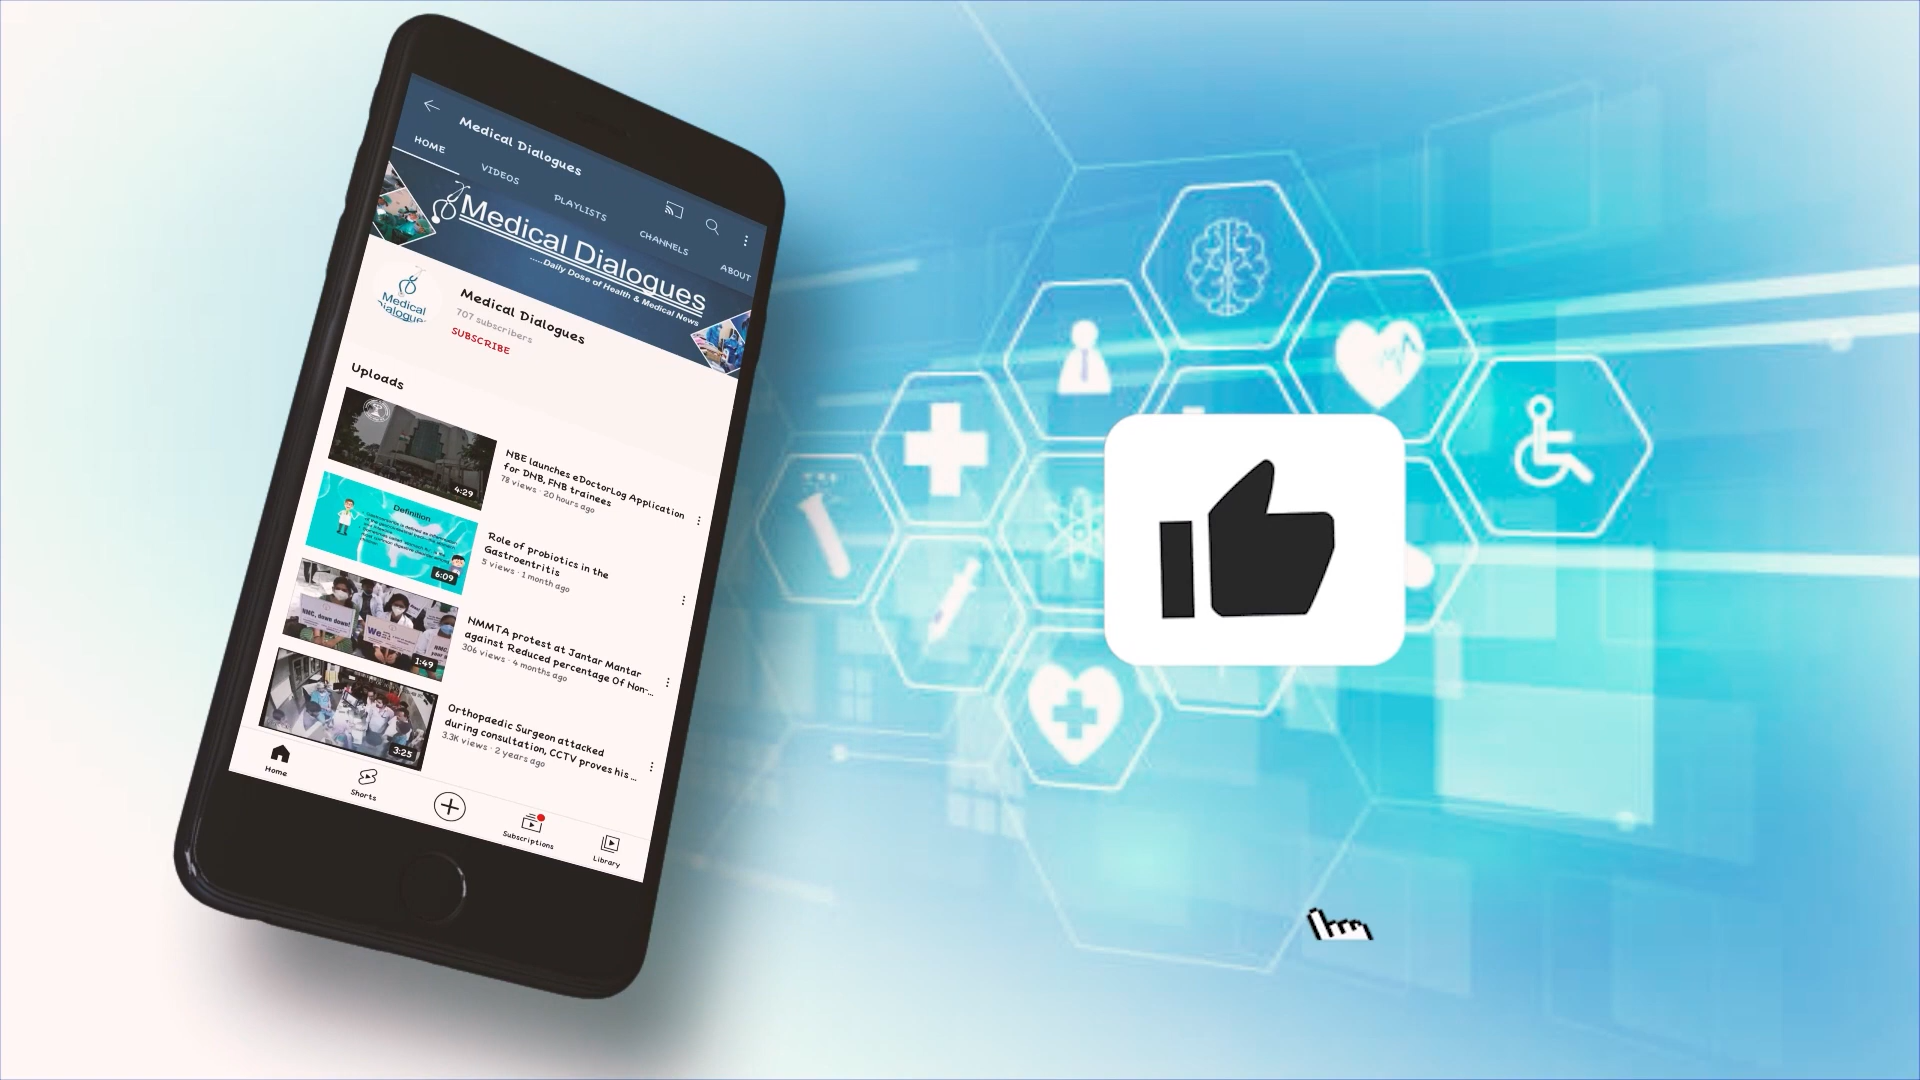 Medical Dialogues
HOME
VIDEOS
PLAYLISTS
CHANNELS
ABOUT
Medical Dialogues
.....Daily Dose of Health & Medical News
Medical
Dialogues
Medical Dialogues
707 subscribers
SUBSCRIBE
Uploads
4:29
NBE launches eDoctorLog Application
for DNB, FNB trainees
78 views · 20 hours ago
Definition
6:09
Role of probiotics in the
Gastroentritis
5 views · 1 month ago
NMC, down down!
We
NMC,
1:49
NMMTA protest at Jantar Mantar
against Reduced percentage Of Non-...
306 views · 4 months ago
3:25
Orthopaedic Surgeon attacked
during consultation, CCTV proves his ...
3.3K views · 2 years ago
Home
Shorts
Subscriptions
Library